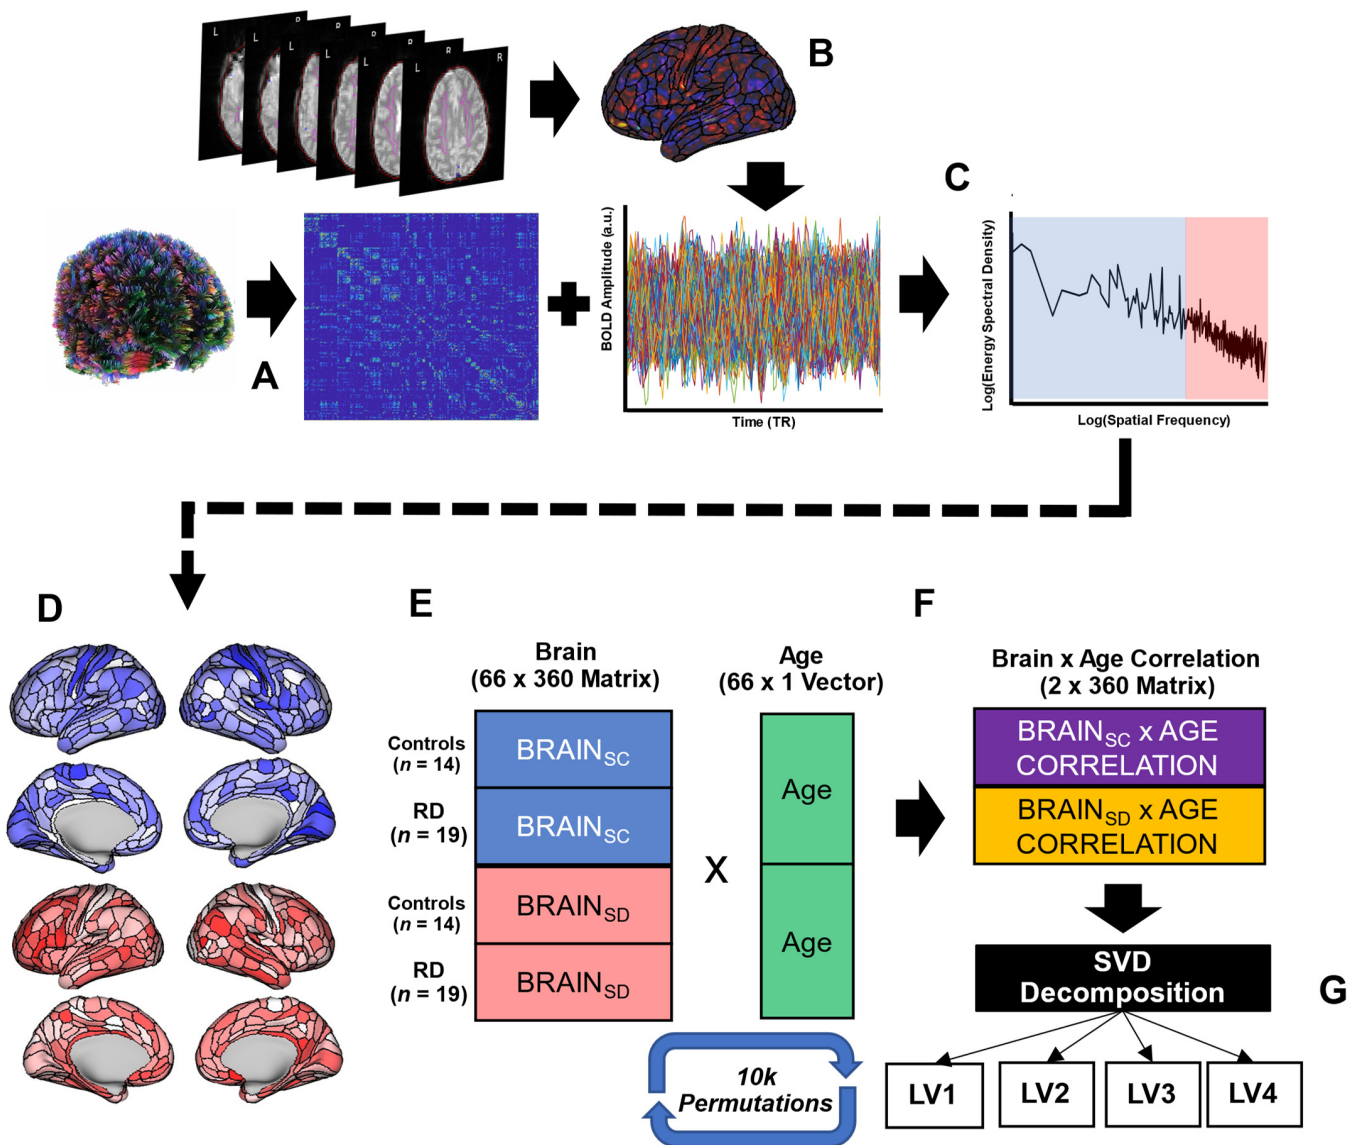 L R
L R
L R
L R
L R
L R
B
A
BOLD Amplitude (a.u.)
Time (TR)
C
Log(Energy Spectral Density)
Log(Spatial Frequency)
D
E
Brain
(66 x 360 Matrix)
Age
(66 x 1 Vector)
Controls
(n = 14)
BRAINSC
RD
(n = 19)
BRAINSC
Controls
(n = 14)
BRAINSD
RD
(n = 19)
BRAINSD
X
Age
Age
10k
Permutations
F
Brain x Age Correlation
(2 x 360 Matrix)
BRAINSC x AGE
CORRELATION
BRAINSD x AGE
CORRELATION
SVD
Decomposition
G
LV1
LV2
LV3
LV4